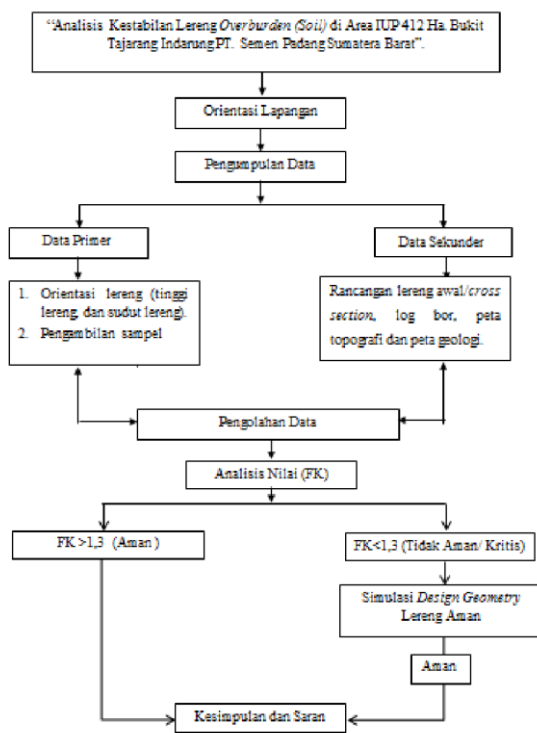 “Analisis Kestabilan Lereng Overburden (Soil) di Area IUP 412 Ha. Bukit
Tajarang Indarung PT. Semen Padang Sumatera Barat”.
Orientasi Lapangan
Pengumpulan Data
Data Primer
Data Sekunder
1. Orientasi lereng (tinggi
lereng, dan sudut lereng).
2. Pengambilan sampel
Rancangan lereng awal/cross
section, log bor, peta
topografi dan peta geologi.
Pengolahan Data
Analisis Nilai (FK)
FK >1,3 (Aman )
FK<1,3 (Tidak Aman/ Kritis)
Simulasi Design Geometry
Lereng Aman
Aman
Kesimpulan dan Saran